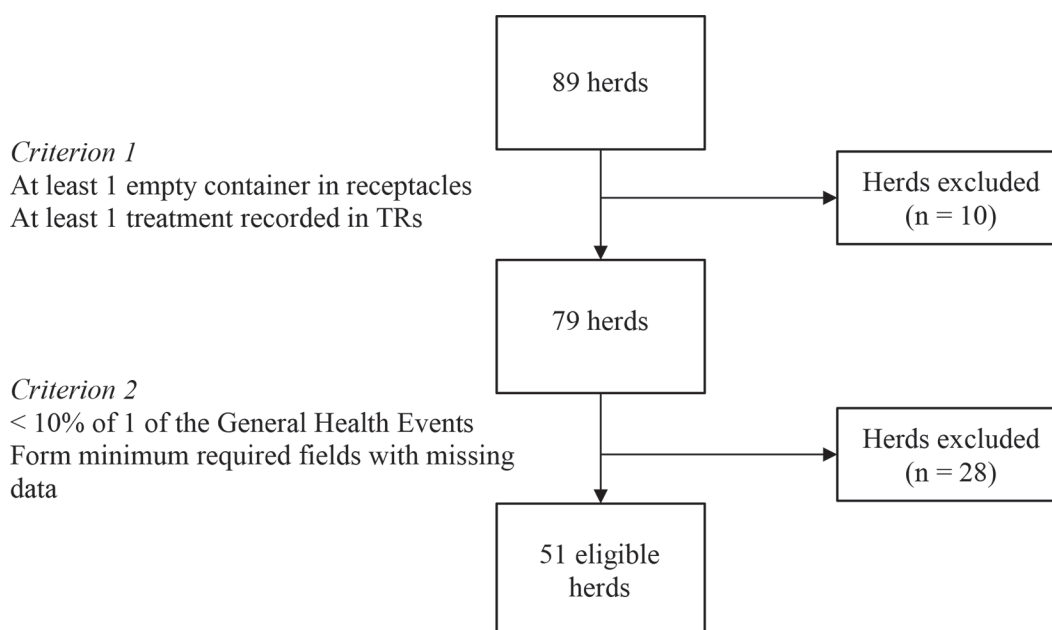 89 herds
Criterion 1
At least 1 empty container in receptacles
At least 1 treatment recorded in TRs
Herds excluded
(n = 10)
79 herds
Criterion 2
< 10% of 1 of the General Health Events
Form minimum required fields with missing
data
Herds excluded
(n = 28)
51 eligible
herds